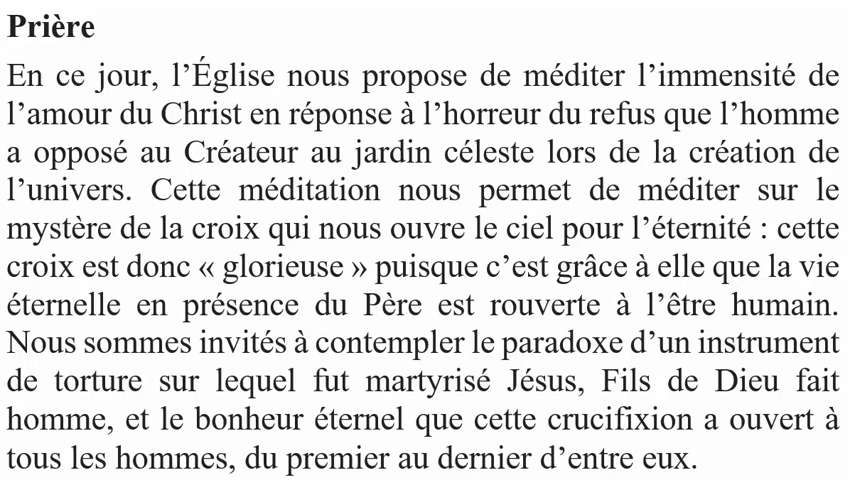 Prière
En ce jour, l’Église nous propose de méditer l’immensité de
l’amour du Christ en réponse à l’horreur du refus que l’homme
a opposé au Créateur au jardin céleste lors de la création de
l’univers. Cette méditation nous permet de méditer sur le
mystère de la croix qui nous ouvre le ciel pour l’éternité : cette
croix est donc « glorieuse » puisque c’est grâce à elle que la vie
éternelle en présence du Père est rouverte à l’être humain.
Nous sommes invités à contempler le paradoxe d’un instrument
de torture sur lequel fut martyrisé Jésus, Fils de Dieu fait
homme, et le bonheur éternel que cette crucifixion a ouvert à
tous les hommes, du premier au dernier d’entre eux.